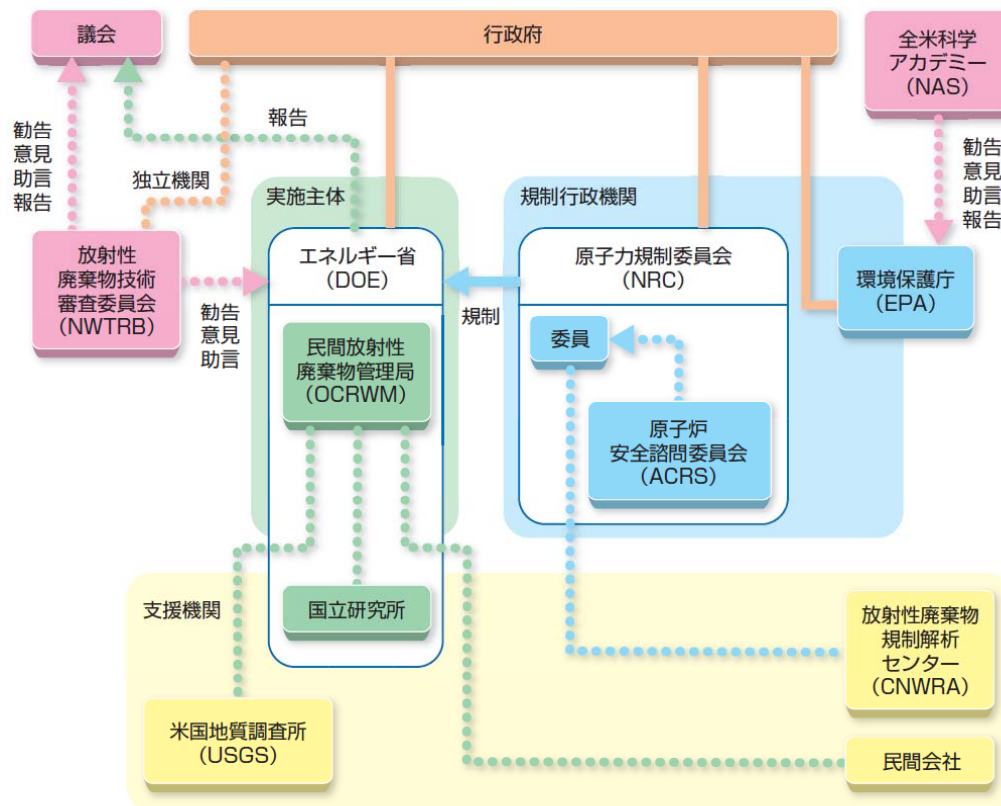 議会
行政府
全米科学
アカデミー
(NAS)
報告
勧告
意見
助言
報告
独立機関
勧告
意見
助言
報告
実施主体
規制行政機関
放射性
廃棄物技術
審査委員会
(NWTRB)
エネルギー省
(DOE)
原子力規制委員会
(NRC)
環境保護庁
(EPA)
勧告
意見
助言
規制
民間放射性
廃棄物管理局
(OCRWM)
委員
原子炉
安全諮問委員会
(ACRS)
支援機関
国立研究所
放射性廃棄物
規制解析
センター
(CNWRA)
米国地質調査所
(USGS)
民間会社